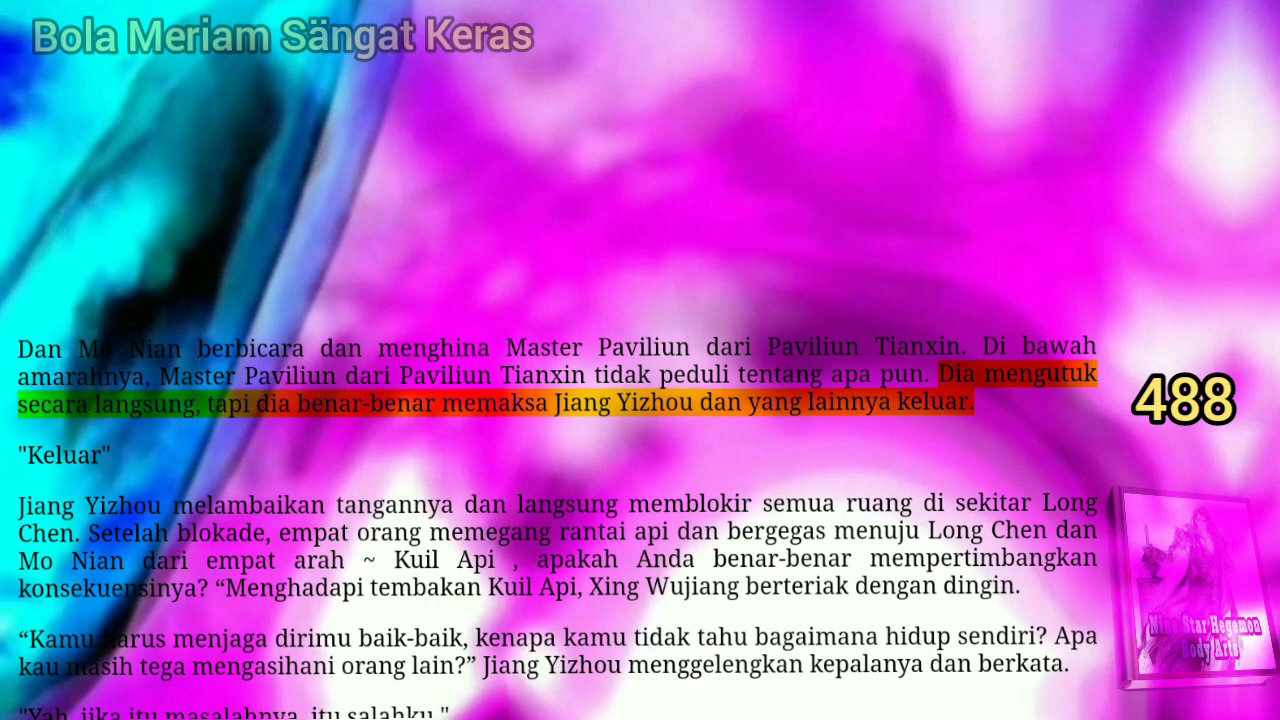 Bola Meriam Sängat Keras
Dan Mo Nian berbicara dan menghina Master Paviliun dari Paviliun Tianxin. Di bawah
amarahnya, Master Paviliun dari Paviliun Tianxin tidak peduli tentang apa pun. Dia mengutuk
secara langsung, tapi dia benar-benar memaksa Jiang Yizhou dan yang lainnya keluar.
488
"Keluar"
Jiang Yizhou melambaikan tangannya dan langsung memblokir semua ruang di sekitar Long
Chen. Setelah blokade, empat orang memegang rantai api dan bergegas menuju Long Chen dan
Mo Nian dari empat arah ~ Kuil Api , apakah Anda benar-benar mempertimbangkan
konsekuensinya? “Menghadapi tembakan Kuil Api, Xing Wujiang berteriak dengan dingin.
“Kamu harus menjaga dirimu baik-baik, kenapa kamu tidak tahu bagaimana hidup sendiri? Apa
kau masih tega mengasihani orang lain?” Jiang Yizhou menggelengkan kepalanya dan berkata.
"Yah, jika itu masalahnya, itu salahku."
Nine Star Hegemon
Body Arts